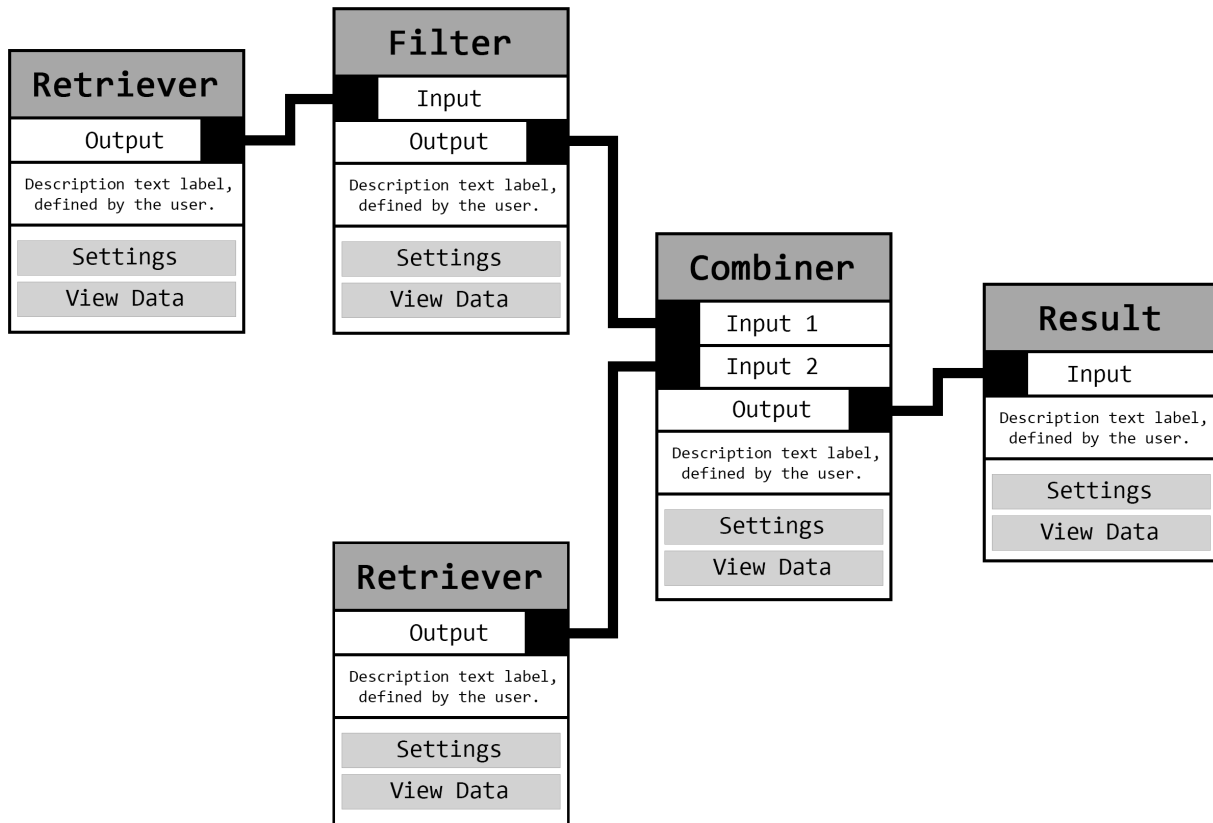 Retriever
Output
Description text label,
defined by the user.
Settings
View Data
Filter
Input
Output
Description text label,
defined by the user.
Settings
View Data
Retriever
Output
Description text label,
defined by the user.
Settings
View Data
Combiner
Input 1
Input 2
Output
Description text label,
defined by the user.
Settings
View Data
Result
Input
Description text label,
defined by the user.
Settings
View Data